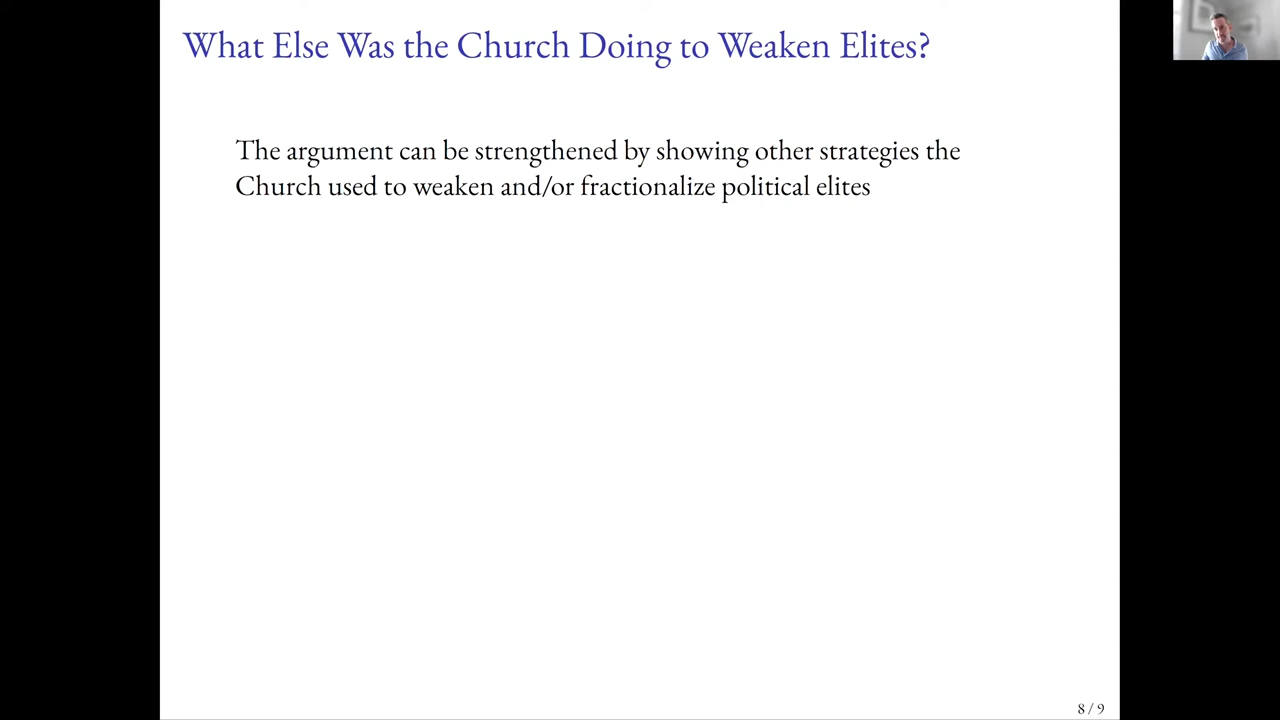 What Else Was the Church Doing to Weaken Elites?
The argument can be strengthened by showing other strategies the
Church used to weaken and/or fractionalize political elites
8 / 9